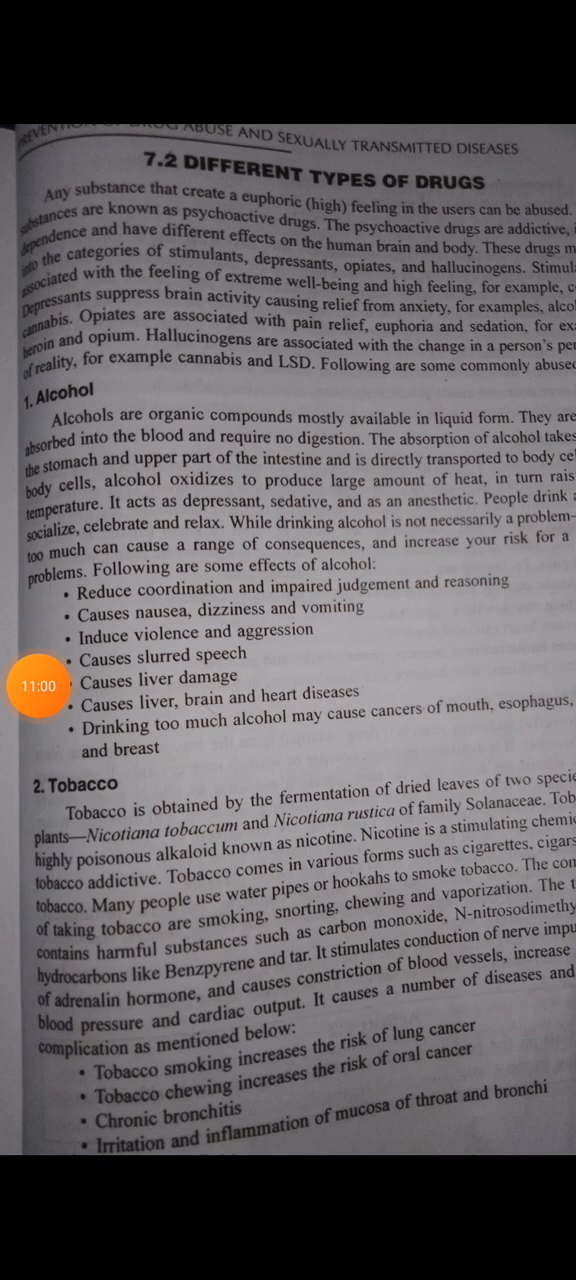 PREVENTION OF DRUG ABUSE AND SEXUALLY TRANSMITTED DISEASES
7.2 DIFFERENT TYPES OF DRUGS
Any substance that create a euphoric (high) feeling in the users can be abused.
substances are known as psychoactive drugs. The psychoactive drugs are addictive,
dependence and have different effects on the human brain and body. These drugs
into the categories of stimulants, depressants, opiates, and hallucinogens.
associated with the feeling of extreme well-being and high feeling, for example,
Depressants suppress brain activity causing relief from anxiety, for examples,
cannabis. Opiates are associated with pain relief, euphoria and sedation, for
heroin and opium. Hallucinogens are associated with the change in a person's
of reality, for example cannabis and LSD. Following are some commonly
1. Alcohol
Alcohols are organic compounds mostly available in liquid form. They are
absorbed into the blood and require no digestion. The absorption of alcohol takes
the stomach and upper part of the intestine and is directly transported to body
body cells, alcohol oxidizes to produce large amount of heat, in turn
temperature. It acts as depressant, sedative, and as an anesthetic. People drink
socialize, celebrate and relax. While drinking alcohol is not necessarily a problem—
too much can cause a range of consequences, and increase your risk for a
problems. Following are some effects of alcohol:
• Reduce coordination and impaired judgement and reasoning
• Causes nausea, dizziness and vomiting
• Induce violence and aggression
• Causes slurred speech
11:00 • Causes liver damage
• Causes liver, brain and heart diseases
• Drinking too much alcohol may cause cancers of mouth, esophagus,
and breast
2. Tobacco
Tobacco is obtained by the fermentation of dried leaves of two
plants—Nicotiana tobaccum and Nicotiana rustica of family Solanaceae.
highly poisonous alkaloid known as nicotine. Nicotine is a stimulating
tobacco addictive. Tobacco comes in various forms such as cigarettes, cigars
tobacco. Many people use water pipes or hookahs to smoke tobacco. The
of taking tobacco are smoking, snorting, chewing and vaporization. The
contains harmful substances such as carbon monoxide,
hydrocarbons like Benzpyrene and tar. It stimulates conduction of nerve
of adrenalin hormone, and causes constriction of blood vessels, increase
blood pressure and cardiac output. It causes a number of diseases and
complication as mentioned below:
• Tobacco smoking increases the risk of lung cancer
• Tobacco chewing increases the risk of oral cancer
• Chronic bronchitis
• Irritation and inflammation of mucosa of throat and bronchi